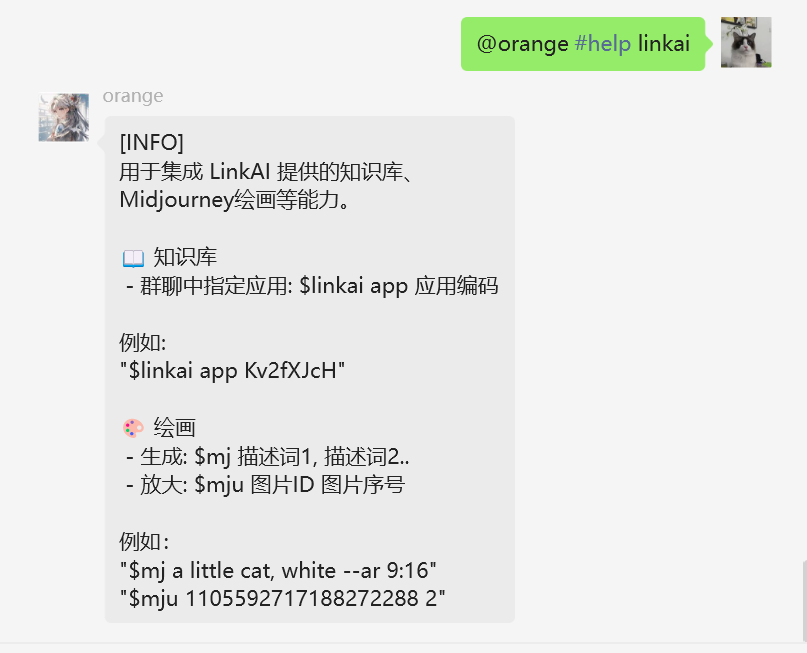 @orange #help linkai
orange
[INFO]
用于集成 LinkAI 提供的知识库、
Midjourney绘画等能力。
📖 知识库
- 群聊中指定应用: $linkai app 应用编码
例如:
"$linkai app Kv2fXJcH"
🎨 绘画
- 生成: $mj 描述词1, 描述词2..
- 放大: $mju 图片ID 图片序号
例如：
"$mj a little cat, white --ar 9:16"
"$mju 1105592717188272288 2"